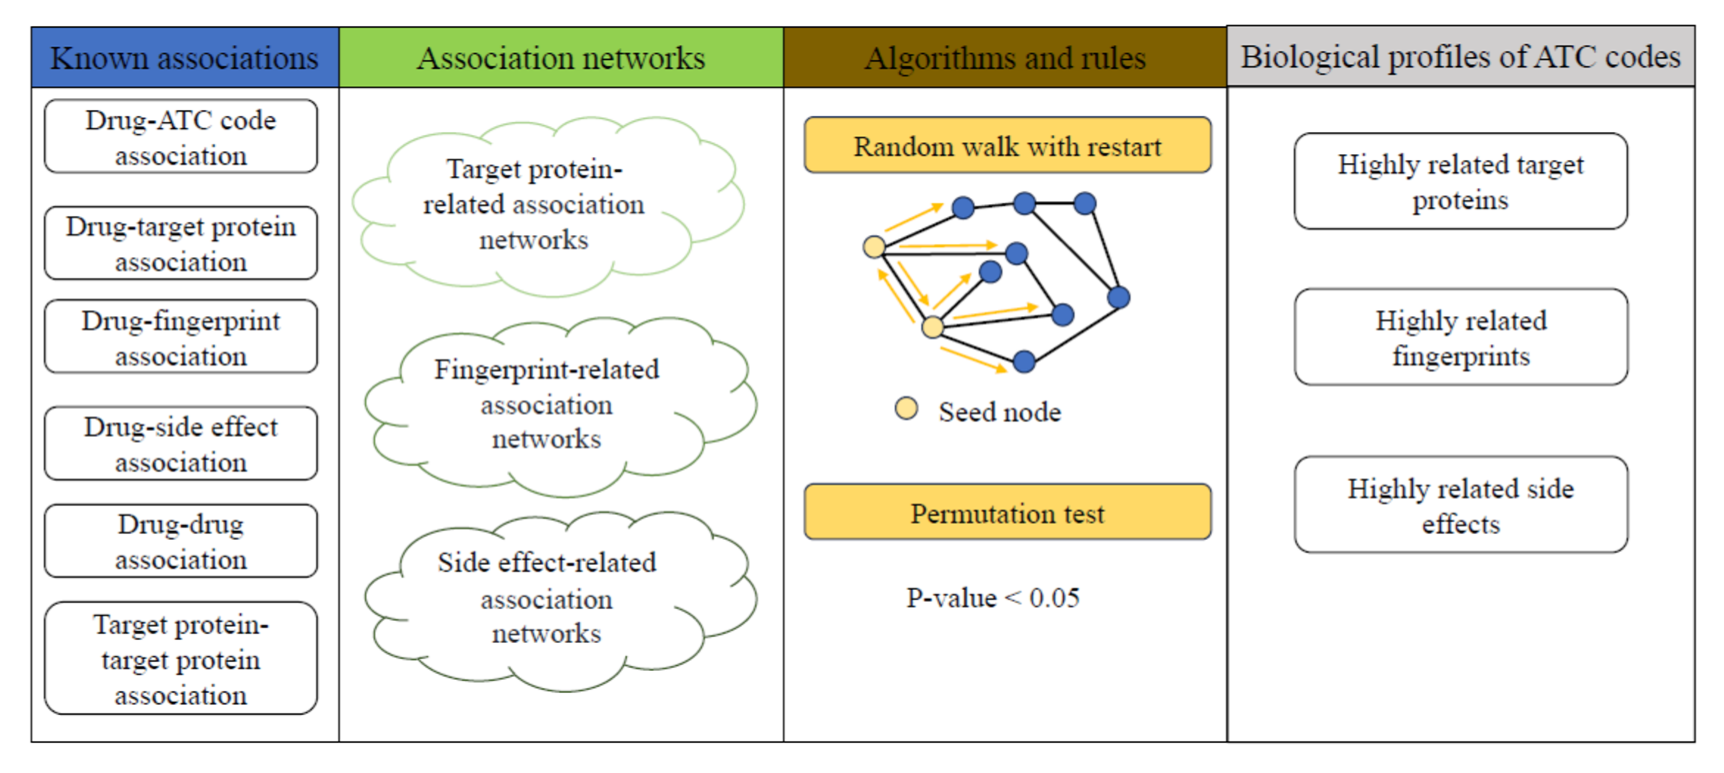 Known associations
Drug-ATC code
association
Drug-target protein
association
Drug-fingerprint
association
Drug-side effect
association
Drug-drug
association
Target protein-
target protein
association
Association networks
Target protein-
related association
networks
Fingerprint-related
association
networks
Side effect-related
association
networks
Algorithms and rules
Random walk with restart
Seed node
Permutation test
P-value < 0.05
Biological profiles of ATC codes
Highly related target
proteins
Highly related
fingerprints
Highly related side
effects